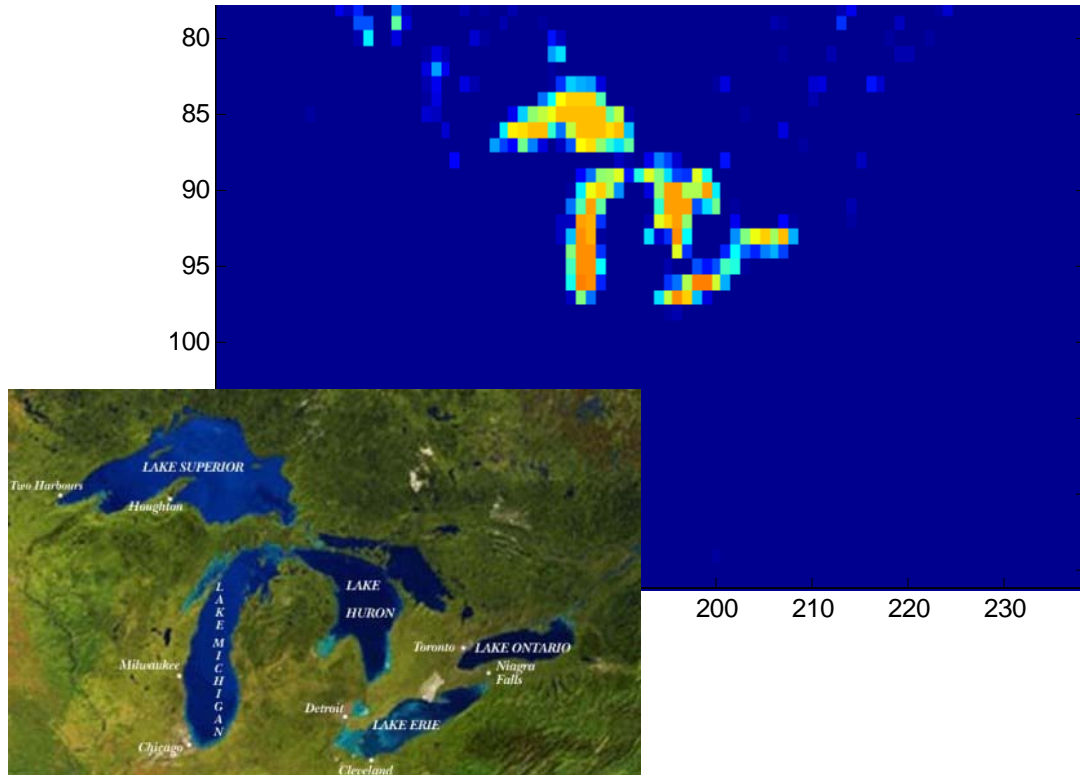 80
85
90
95
100
200
210
220
230
LAKE SUPERIOR
Two Harbours
Houghton
LAKE MICHIGAN
LAKE
HURON
Toronto
LAKE ONTARIO
Niagra
Falls
Milwaukee
Detroit
LAKE ERIE
Chicago
Cleveland